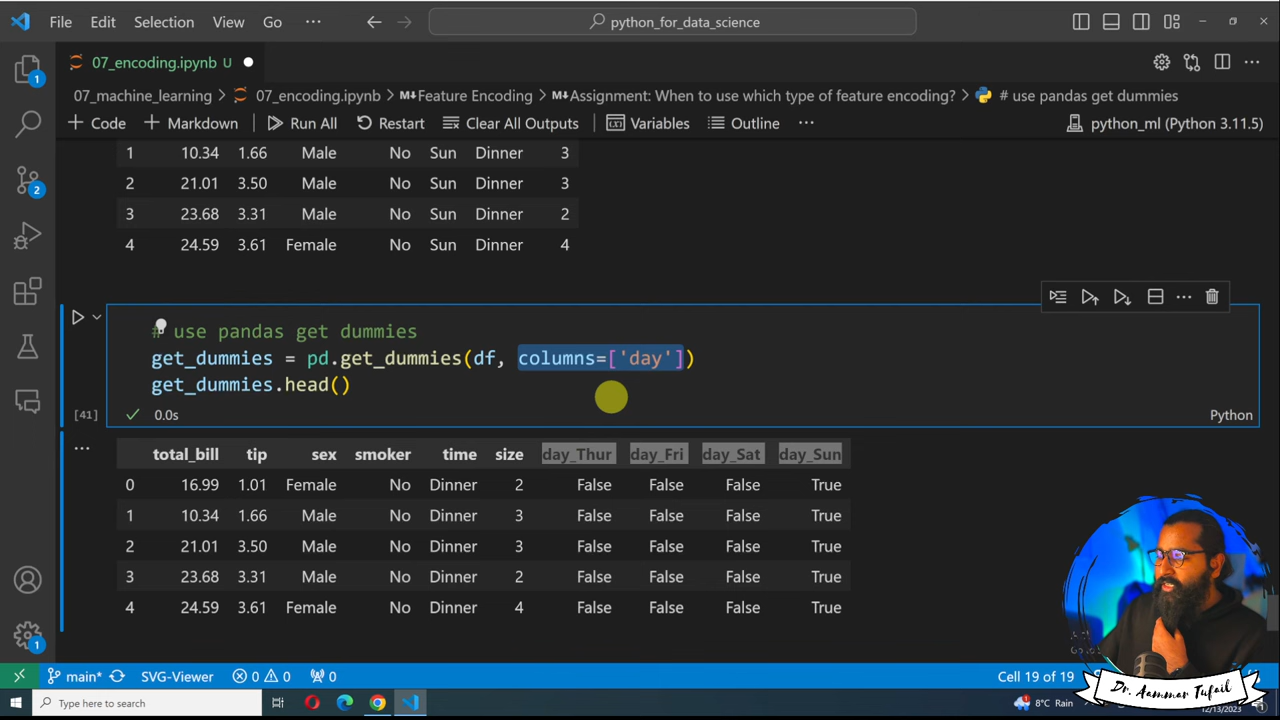 File Edit Selection View Go ··· python_for_data_science
07_encoding.ipynb U
07_machine_learning > 07_encoding.ipynb > Feature Encoding > Assignment: When to use which type of feature encoding? > # use pandas get dummies
+ Code + Markdown Run All Restart Clear All Outputs Variables Outline ··· python_ml (Python 3.11.5)
1 10.34 1.66 Male No Sun Dinner 3
2 21.01 3.50 Male No Sun Dinner 3
3 23.68 3.31 Male No Sun Dinner 2
4 24.59 3.61 Female No Sun Dinner 4
# use pandas get dummies
get_dummies = pd.get_dummies(df, columns=['day'])
get_dummies.head()
[41] 0.0s Python
total_bill tip sex smoker time size day_Thur day_Fri day_Sat day_Sun
0 16.99 1.01 Female No Dinner 2 False False False True
1 10.34 1.66 Male No Dinner 3 False False False True
2 21.01 3.50 Male No Dinner 3 False False False True
3 23.68 3.31 Male No Dinner 2 False False False True
4 24.59 3.61 Female No Dinner 4 False False False True
1
2
1
main* SVG-Viewer 0 0 0 Cell 19 of 19
Dr. Aammar Tufail
Type here to search 8°C Rain 12/13/2023